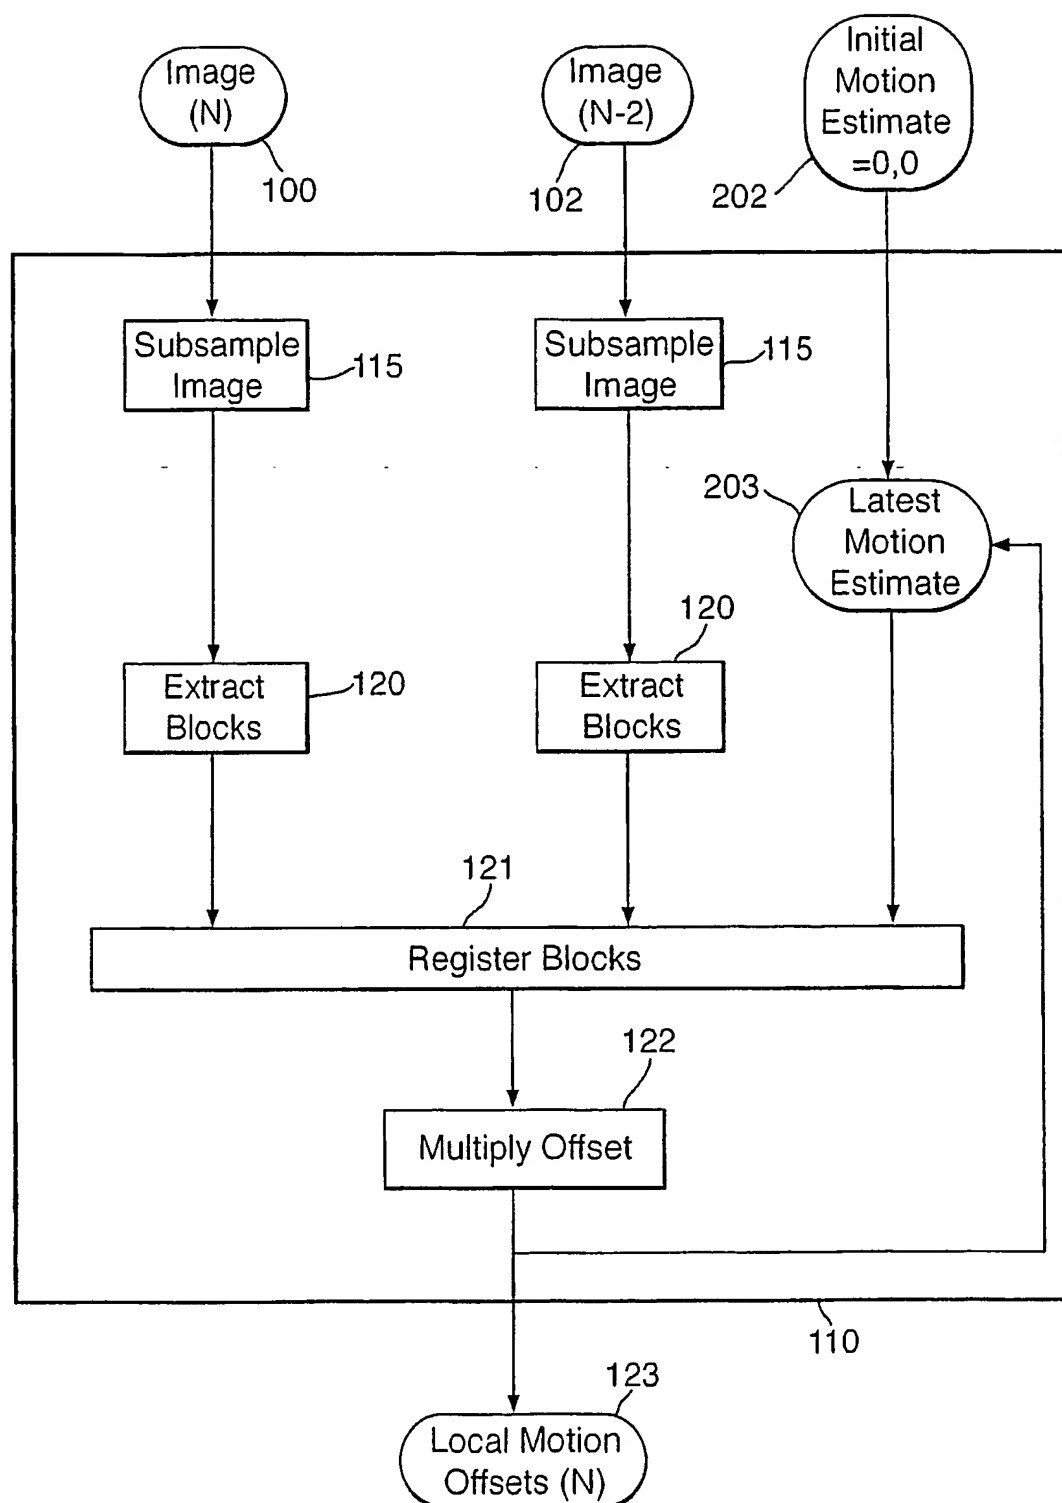 Image
(N)
100
Image
(N-2)
102
Initial
Motion
Estimate
=0,0
202
Subsample
Image
115
Subsample
Image
115
203
Latest
Motion
Estimate
Extract
Blocks
120
Extract
Blocks
120
121
Register Blocks
122
Multiply Offset
110
123
Local Motion
Offsets (N)